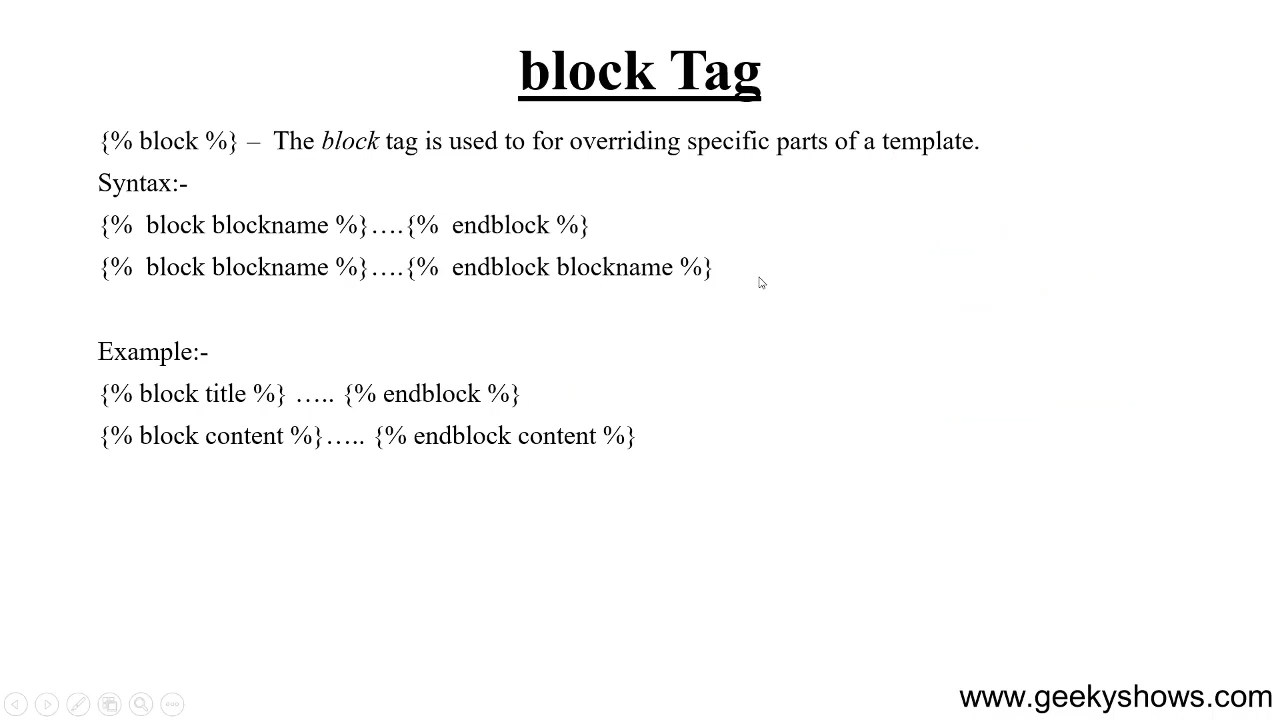 block Tag
{% block %} – The block tag is used to for overriding specific parts of a template.
Syntax:-
{% block blockname %}….{% endblock %}
{% block blockname %}….{% endblock blockname %}
Example:-
{% block title %} ….. {% endblock %}
{% block content %}….. {% endblock content %}
www.geekyshows.com